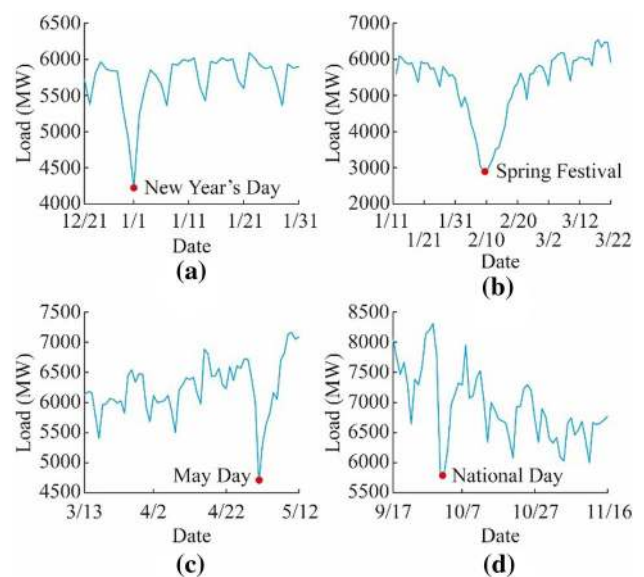 6500
6000
5500
5000
4500
4000
Load (MW)
New Year's Day
12/21 1/1 1/11 1/21 1/31
Date
(a)
7000
6000
5000
4000
3000
2000
Load (MW)
Spring Festival
1/11 1/31 2/20 3/12
1/21 2/10 3/2 3/22
Date
(b)
7500
7000
6500
6000
5500
5000
4500
Load (MW)
May Day
3/13 4/2 4/22 5/12
Date
(c)
8500
8000
7500
7000
6500
6000
5500
Load (MW)
National Day
9/17 10/7 10/27 11/16
Date
(d)